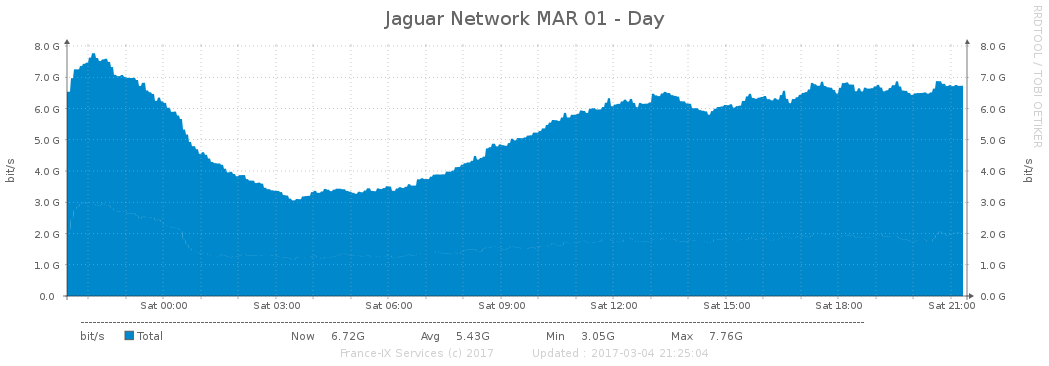 Jaguar Network MAR 01 - Day
RRDTOOL / TOBI OETIKER
8.0 G 8.0 G
7.0 G 7.0 G
6.0 G 6.0 G
5.0 G 5.0 G
4.0 G 4.0 G
3.0 G 3.0 G
2.0 G 2.0 G
1.0 G 1.0 G
0.0 0.0 G
bit/s
bit/s
Sat 00:00 Sat 03:00 Sat 06:00 Sat 09:00 Sat 12:00 Sat 15:00 Sat 18:00 Sat 21:00
bit/s Total Now 6.72G Avg 5.43G Min 3.05G Max 7.76G
France-IX Services (c) 2017 Updated : 2017-03-04 21:25:04